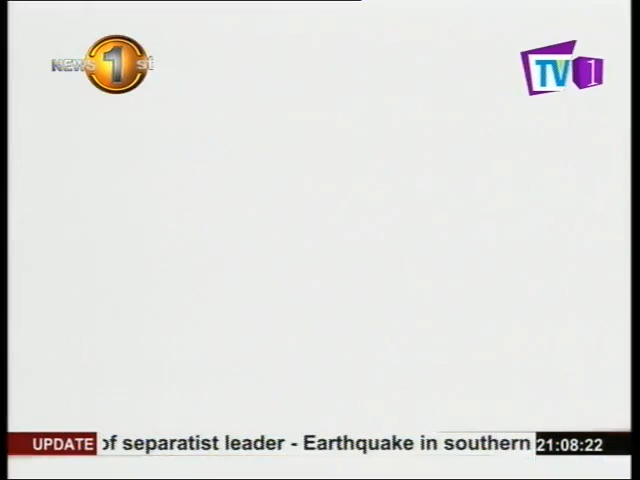 NEWS 1st
TV 1
UPDATE of separatist leader - Earthquake in southern 21:08:22